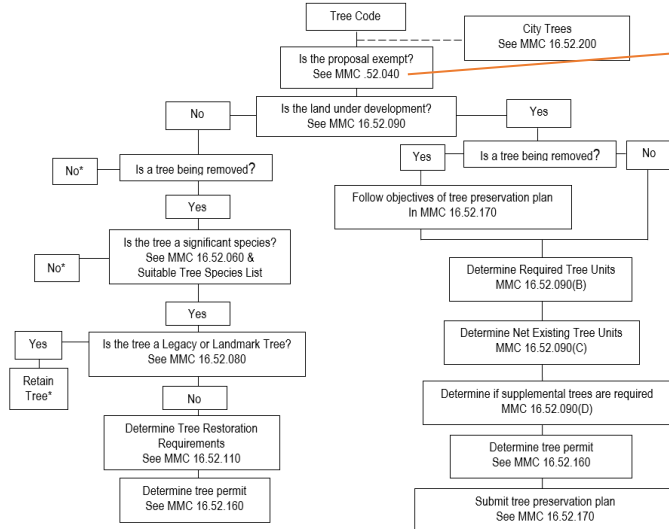 Tree Code
City Trees
See MMC 16.52.200
Is the proposal exempt?
See MMC .52.040
Is the land under development?
See MMC 16.52.090
No
Yes
No*
Is a tree being removed?
Yes
Is a tree being removed?
No
Yes
Follow objectives of tree preservation plan
In MMC 16.52.170
Is the tree a significant species?
See MMC 16.52.060 &
Suitable Tree Species List
No*
Determine Required Tree Units
MMC 16.52.090(B)
Yes
Yes
Is the tree a Legacy or Landmark Tree?
See MMC 16.52.080
Determine Net Existing Tree Units
MMC 16.52.090(C)
Retain
Tree*
No
Determine if supplemental trees are required
MMC 16.52.090(D)
Determine Tree Restoration
Requirements
See MMC 16.52.110
Determine tree permit
See MMC 16.52.160
Determine tree permit
See MMC 16.52.160
Submit tree preservation plan
See MMC 16.52.170